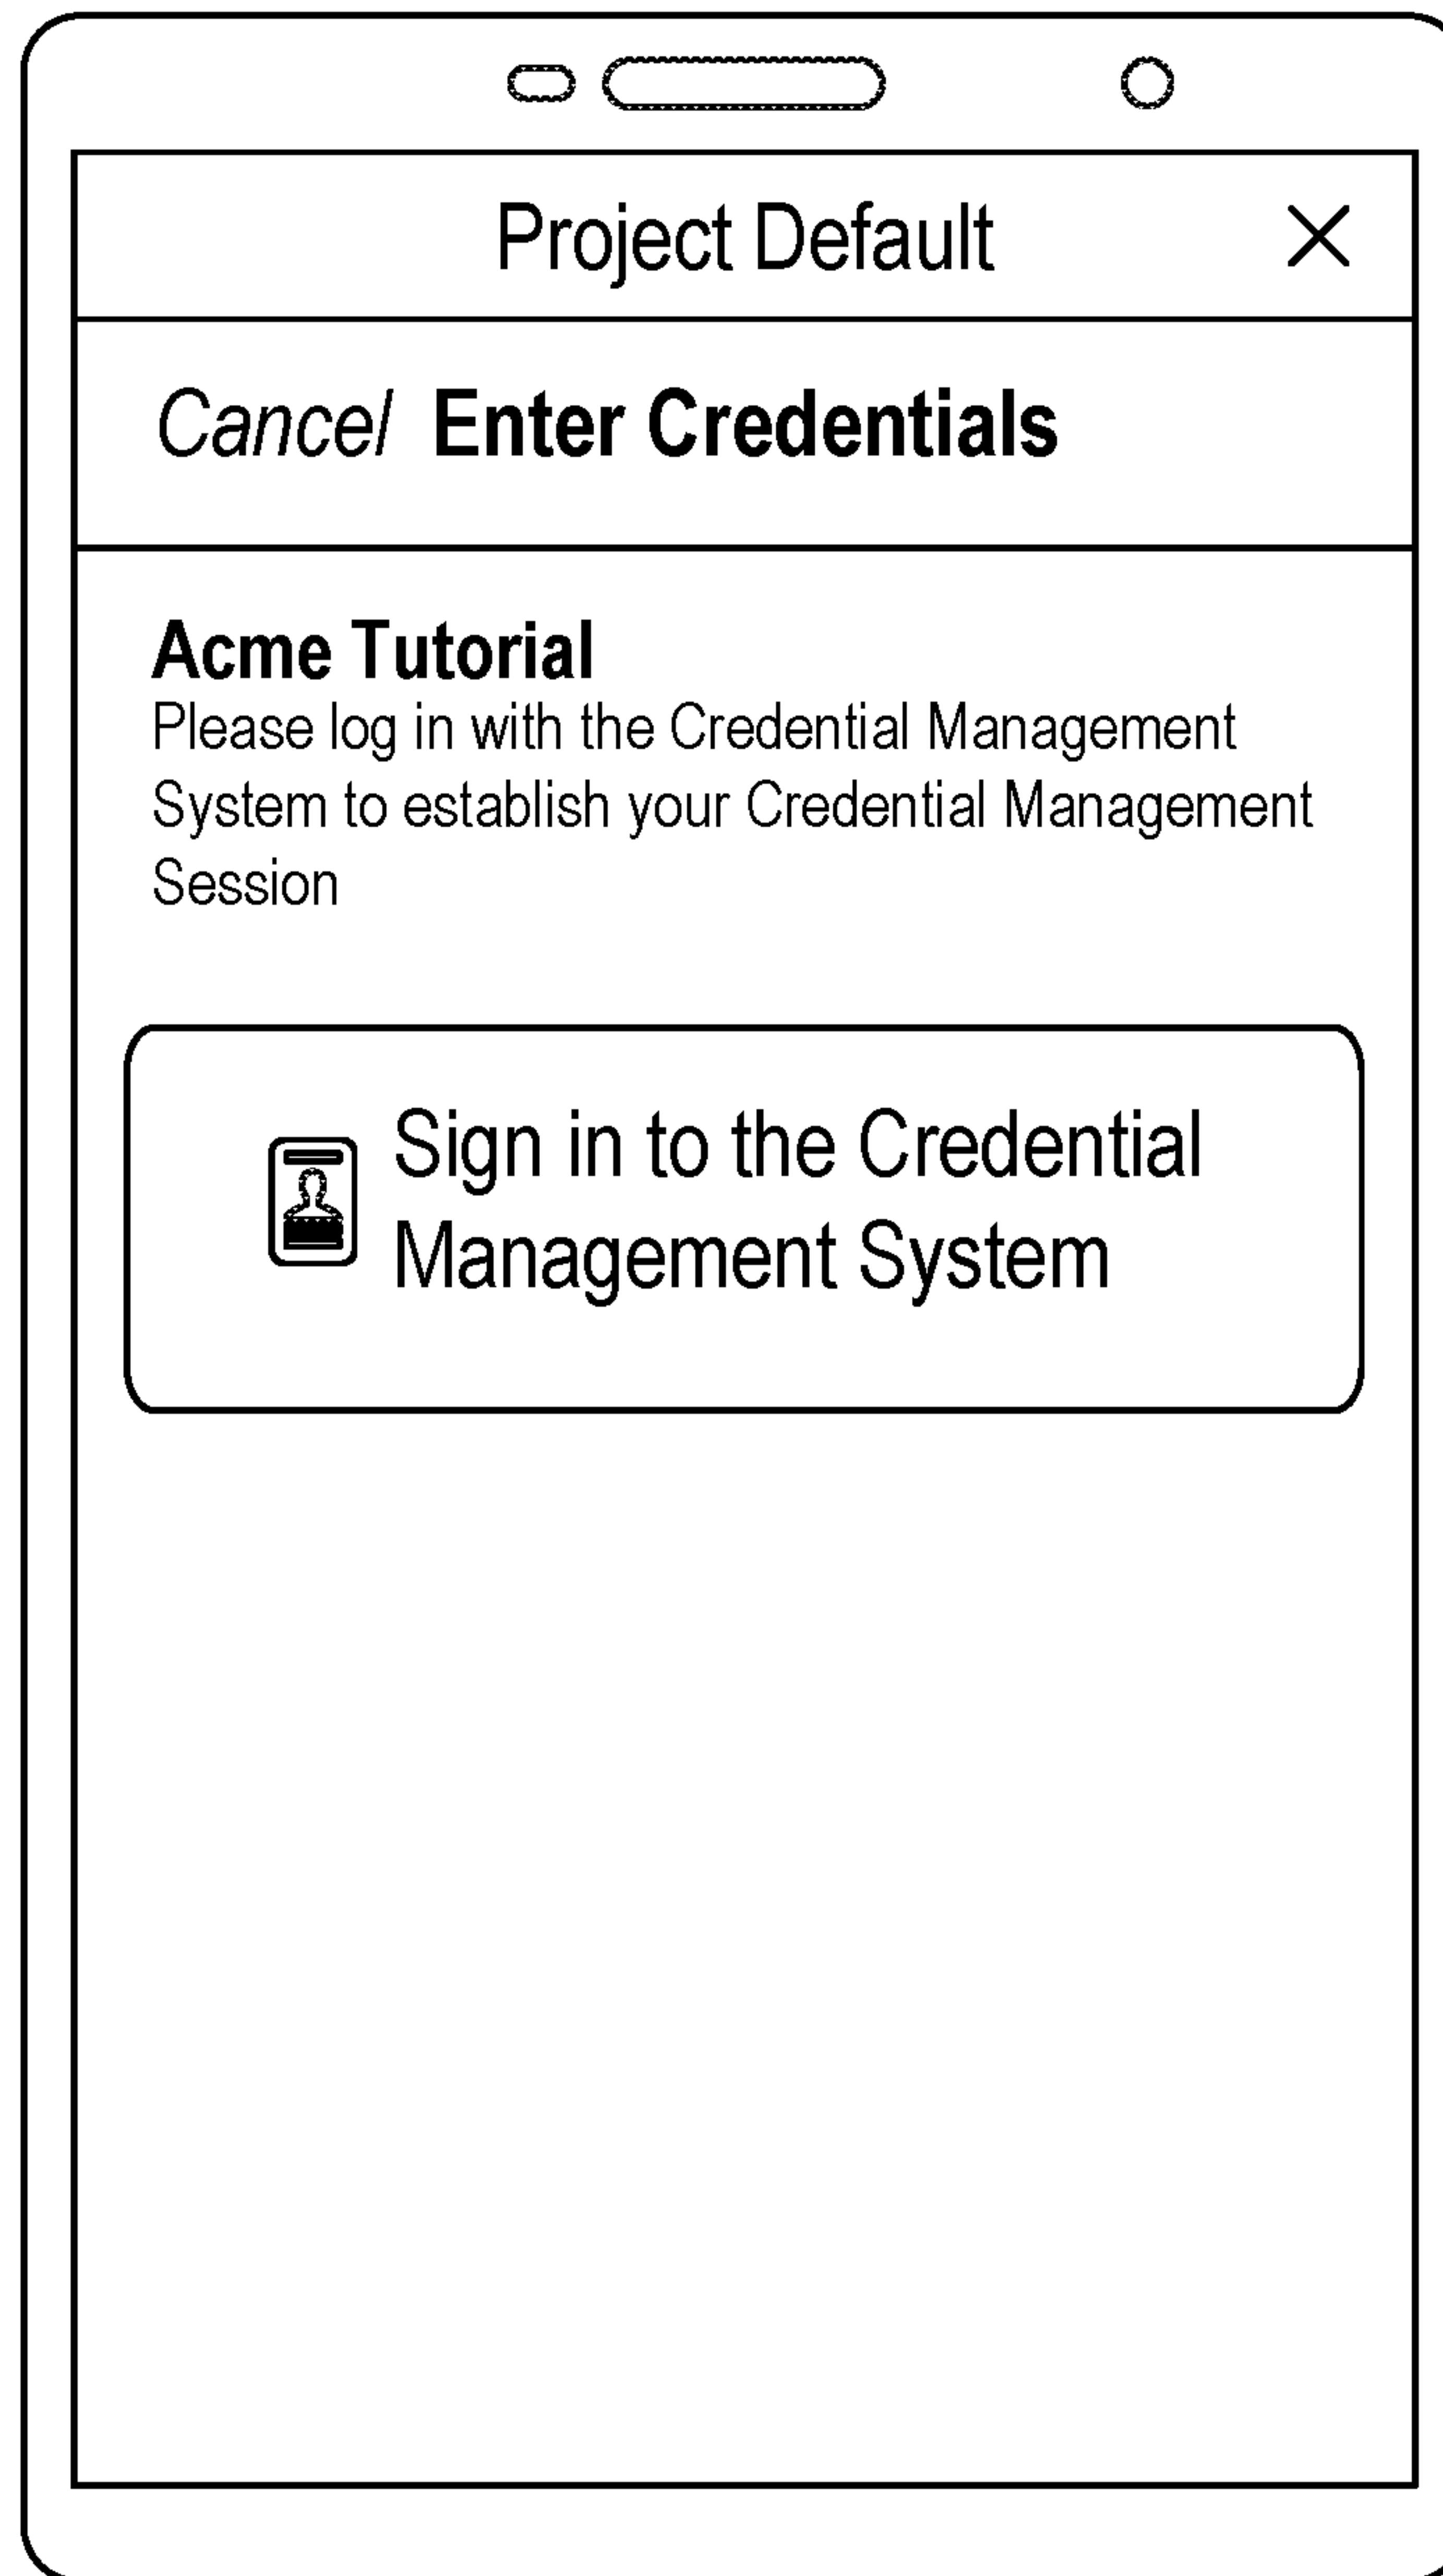 Project Default
Cancel Enter Credentials
Acme Tutorial
Please log in with the Credential Management
System to establish your Credential Management
Session
Sign in to the Credential
Management System